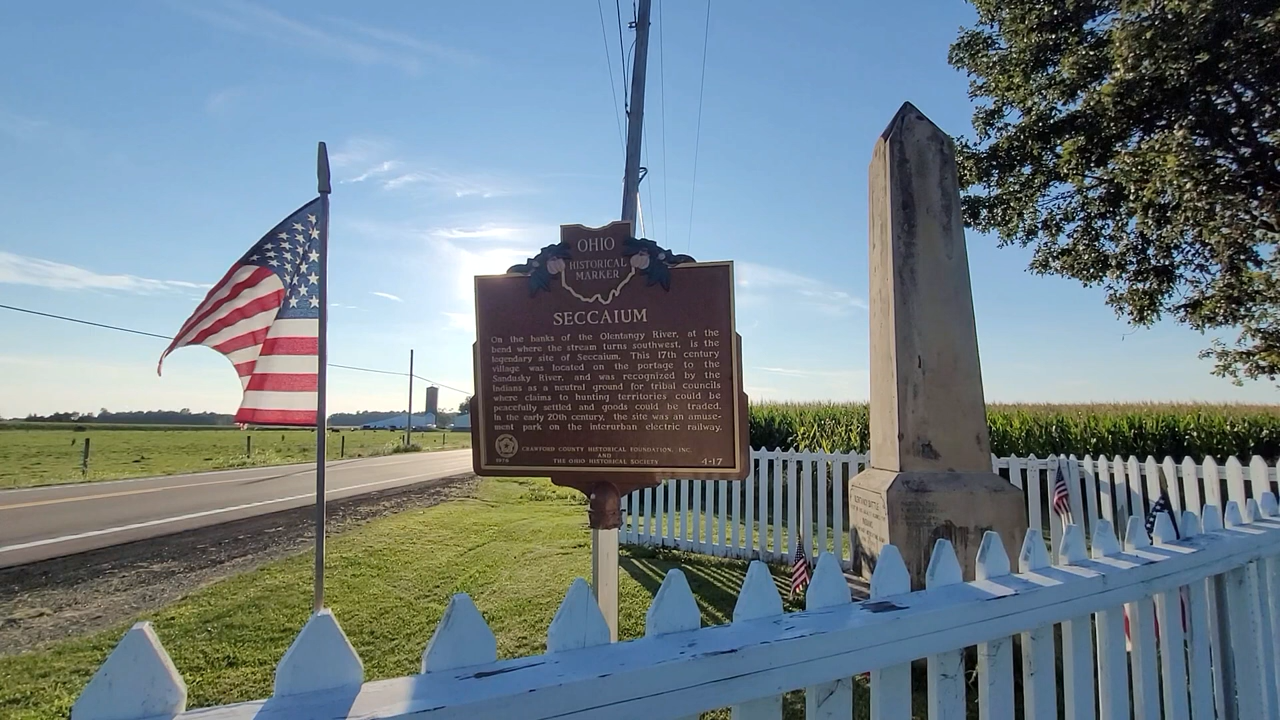 OHIO
HISTORICAL
MARKER
SECCAIUM
On the banks of the Olentangy River, at the
bend where the stream turns southwest, is the
legendary site of Seccaium. This 17th century
village was located on the portage to the
Sandusky River, and was recognized by the
Indians as a neutral ground for tribal councils
where claims to hunting territories could be
peacefully settled and goods could be traded.
In the early 20th century, the site was an amuse-
ment park on the interurban electric railway.
CRAWFORD COUNTY HISTORICAL FOUNDATION, INC.
AND
THE OHIO HISTORICAL SOCIETY
4-17